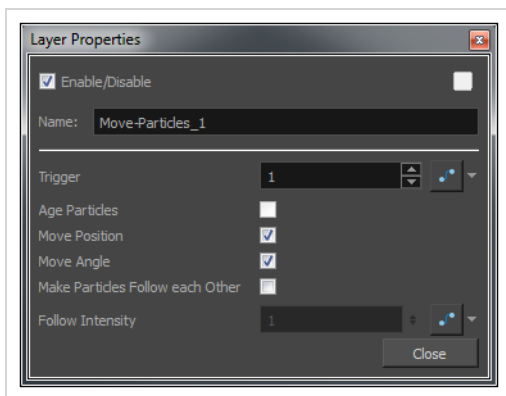 Layer Properties
Enable/Disable
Name: Move-Particles_1
Trigger 1
Age Particles
Move Position
Move Angle
Make Particles Follow each Other
Follow Intensity 1
Close